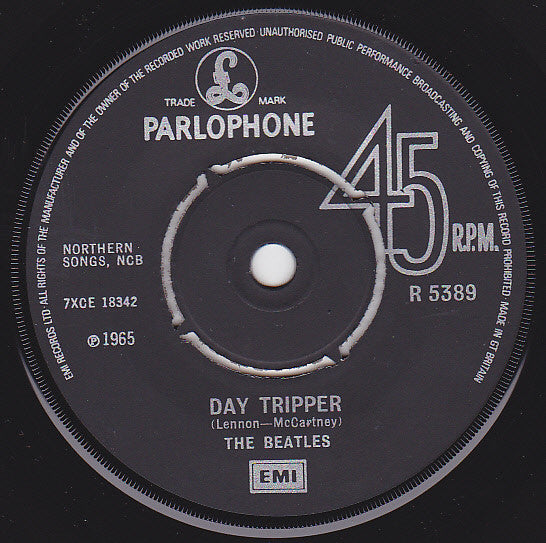 EMI RECORDS LTD·ALL RIGHTS OF THE MANUFACTURER AND OF THE OWNER OF THE RECORDED WORK RESERVED·UNAUTHORISED PUBLIC PERFORMANCE BROADCASTING AND COPYING OF THIS RECORD PROHIBITED·MADE IN GT BRITAIN
£
TRADE MARK
PARLOPHONE
45
R.P.M.
NORTHERN
SONGS, NCB
7XCE 18342
R 5389
℗ 1965
DAY TRIPPER
(Lennon—McCartney)
THE BEATLES
EMI